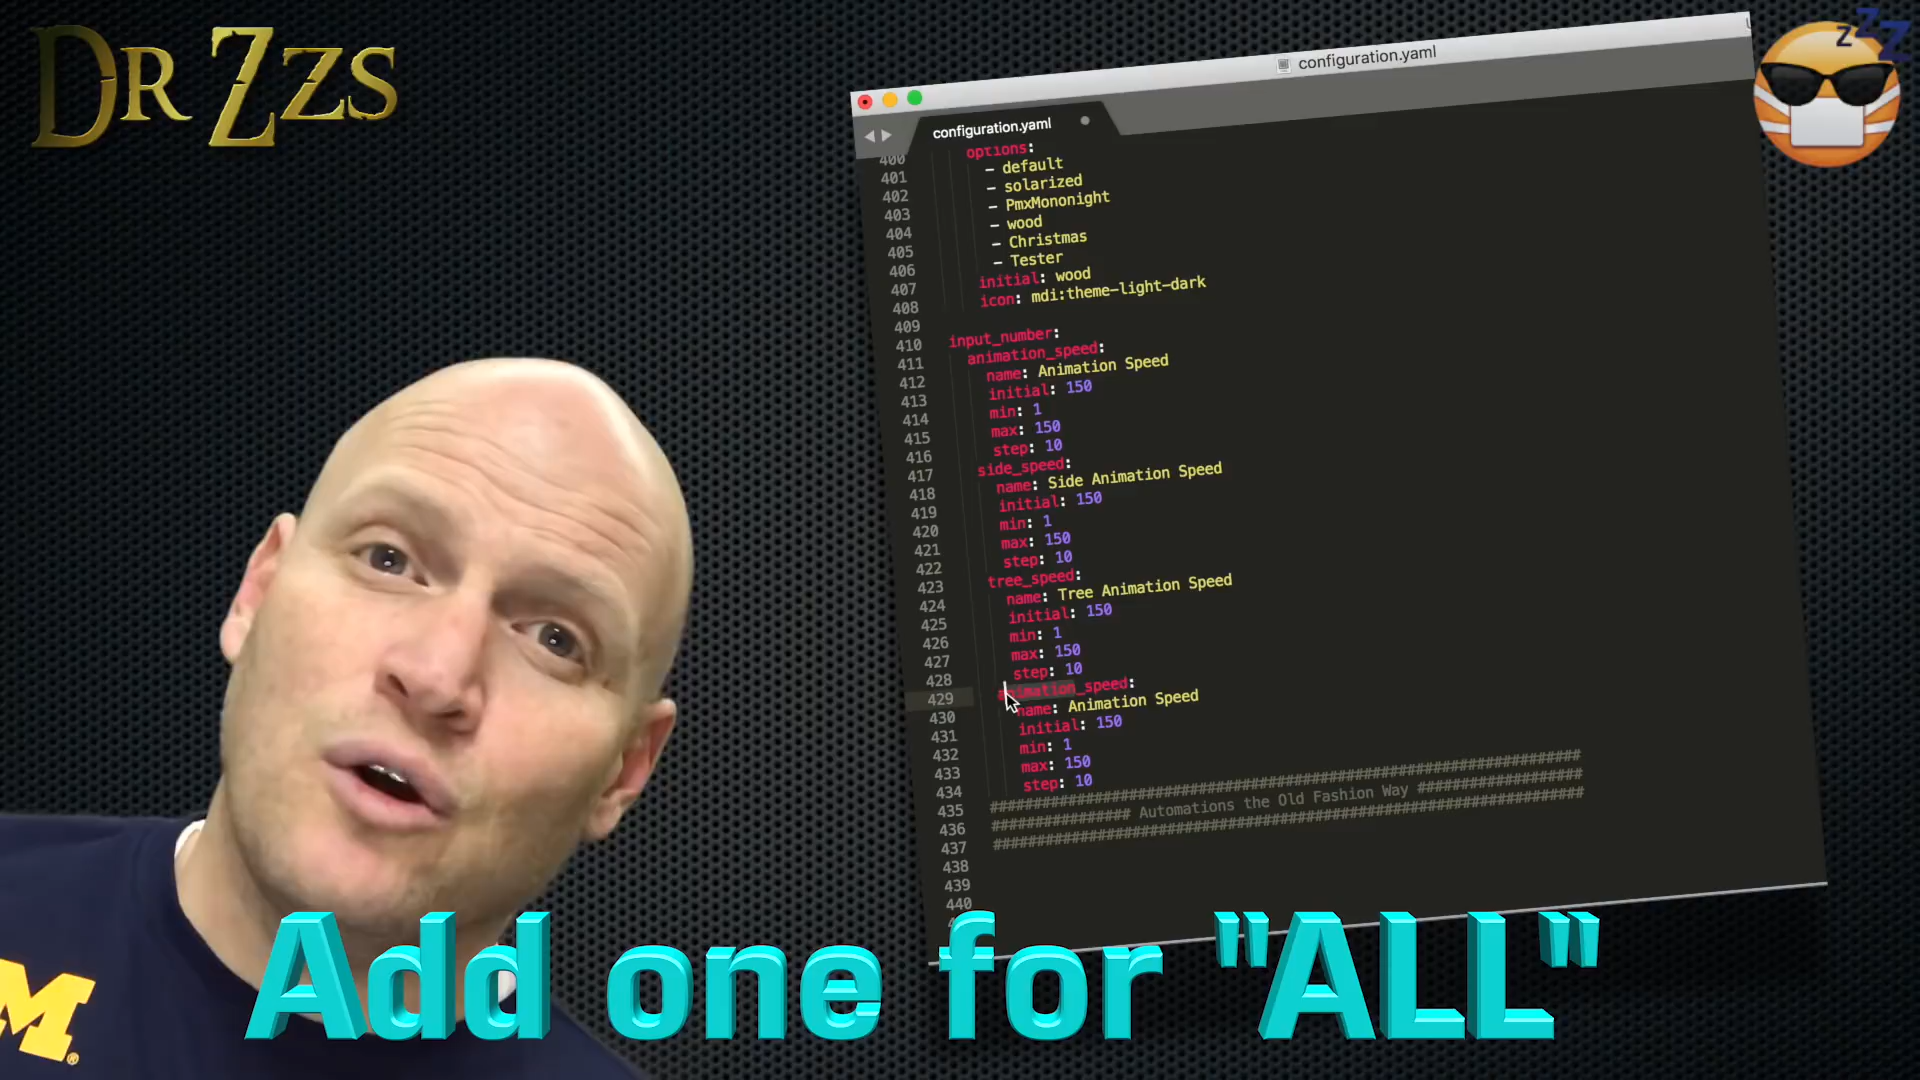 DR ZZS
zzz
configuration.yaml
configuration.yaml
400 options:
401 - default
402 - solarized
403 - PmxMononight
404 - wood
405 - Christmas
406 - Tester
407 initial: wood
408 icon: mdi:theme-light-dark
409
410 input_number:
411 animation_speed:
412 name: Animation Speed
413 initial: 150
414 min: 1
415 max: 150
416 step: 10
417 side_speed:
418 name: Side Animation Speed
419 initial: 150
420 min: 1
421 max: 150
422 step: 10
423 tree_speed:
424 name: Tree Animation Speed
425 initial: 150
426 min: 1
427 max: 150
428 step: 10
429 animation_speed:
430 name: Animation Speed
431 initial: 150
432 min: 1
433 max: 150
434 step: 10
435
436 ################ Automations the Old Fashion Way ###################
437
438
439
440
M®
Add one for "ALL"